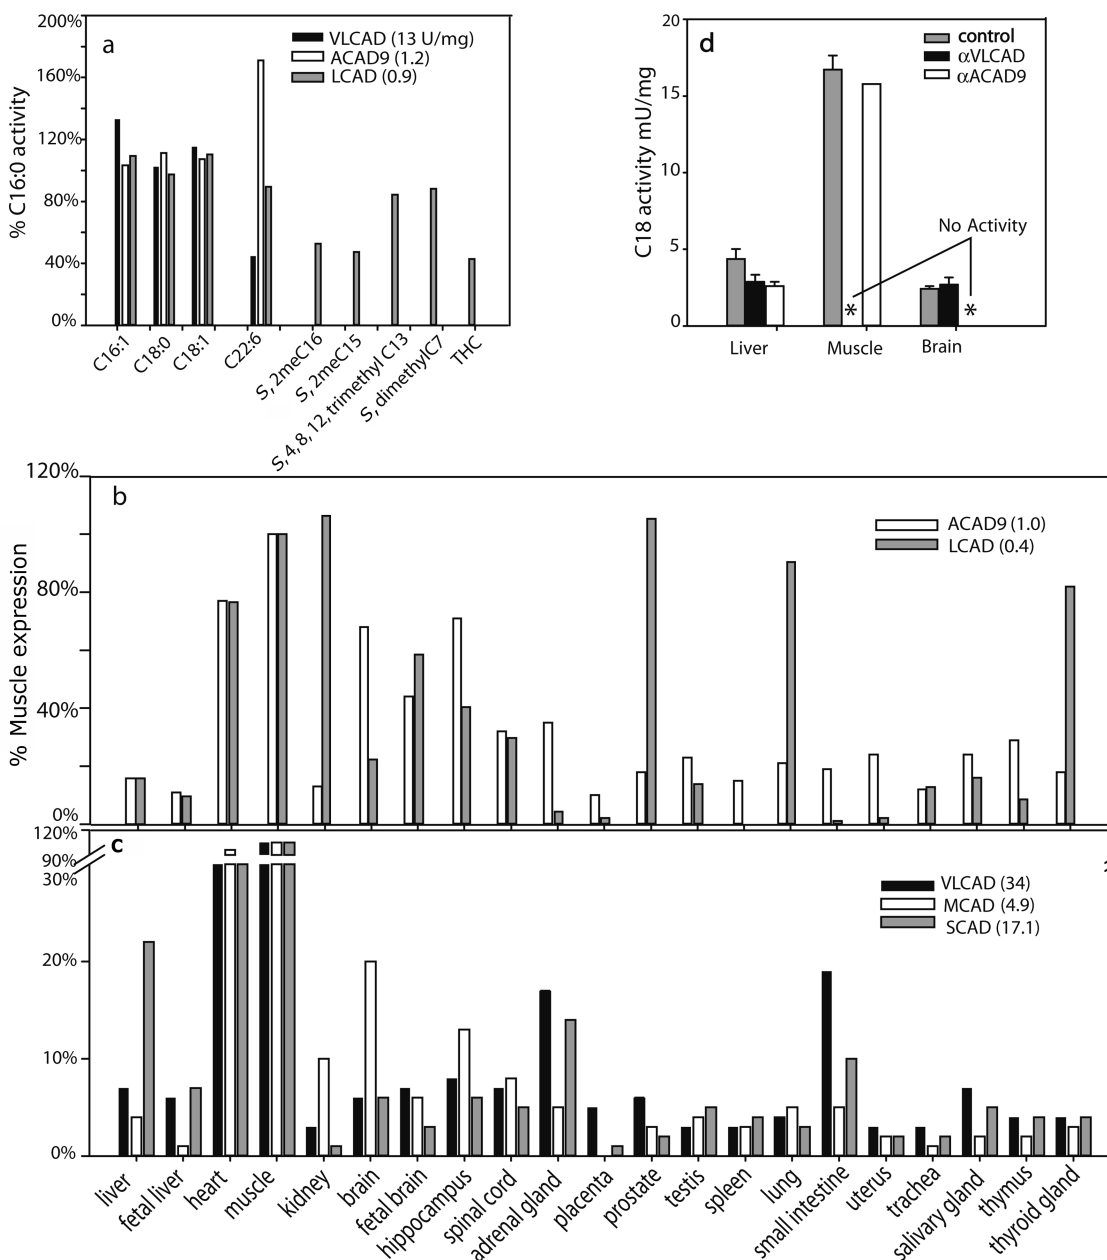 a
VLCAD (13 U/mg)
ACAD9 (1.2)
LCAD (0.9)
% C16:0 activity
200%
160%
120%
80%
40%
0%
C16:1
C18:0
C18:1
C22:6
S, 2meC16
S, 2meC15
S, 4, 8, 12, trimethyl C13
S, dimethylC7
THC
d
control
αVLCAD
αACAD9
C18 activity mU/mg
20
15
10
5
0
No Activity
*
*
Liver
Muscle
Brain
b
ACAD9 (1.0)
LCAD (0.4)
% Muscle expression
120%
80%
40%
0%
c
VLCAD (34)
MCAD (4.9)
SCAD (17.1)
120%
90%
30%
20%
10%
0%
liver
fetal liver
heart
muscle
kidney
brain
fetal brain
hippocampus
spinal cord
adrenal gland
placenta
prostate
testis
spleen
lung
small intestine
uterus
trachea
salivary gland
thymus
thyroid gland